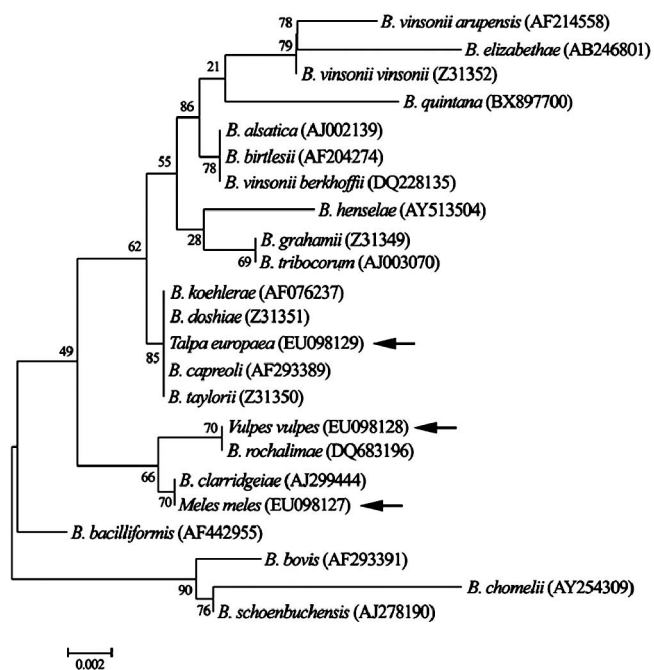 78
B. vinsonii arupensis (AF214558)
79
B. elizabethae (AB246801)
21
B. vinsonii vinsonii (Z31352)
B. quintana (BX897700)
86
B. alsatica (AJ002139)
B. birtlesii (AF204274)
55
78
B. vinsonii berkhoffii (DQ228135)
B. henselae (AY513504)
28
B. grahamii (Z31349)
62
69
B. tribocorum (AJ003070)
B. koehlerae (AF076237)
B. doshiae (Z31351)
Talpa europaea (EU098129)
49
85
B. capreoli (AF293389)
B. taylorii (Z31350)
70
Vulpes vulpes (EU098128)
B. rochalimae (DQ683196)
66
B. clarridgeiae (AJ299444)
70
Meles meles (EU098127)
B. bacilliformis (AF442955)
B. bovis (AF293391)
90
B. chomelii (AY254309)
76
B. schoenbuchensis (AJ278190)
0.002